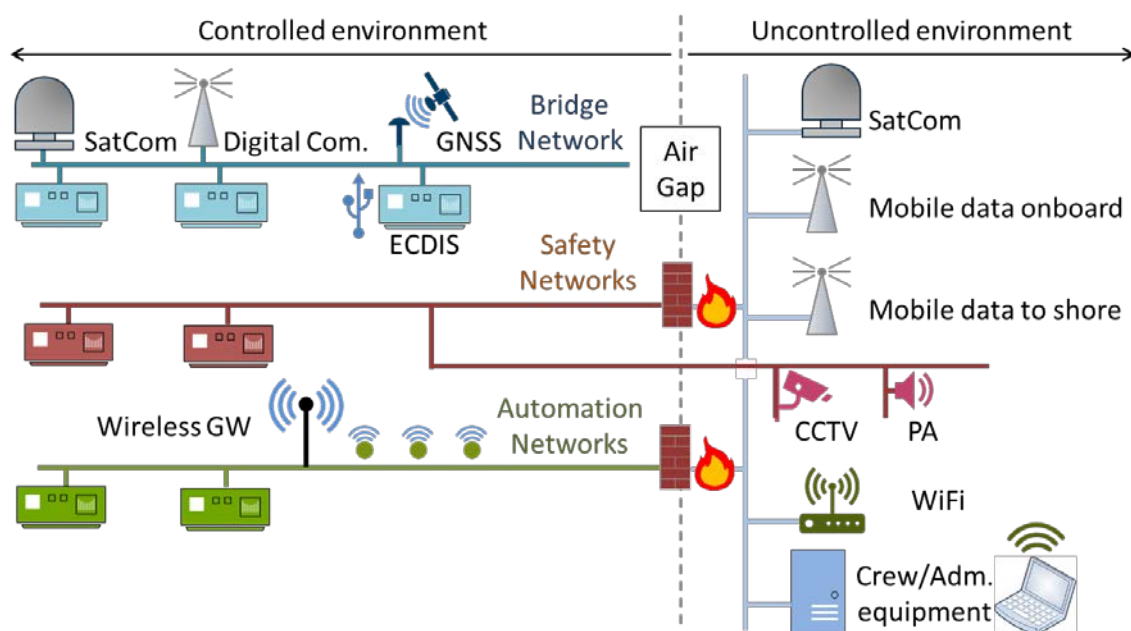 Controlled environment
Uncontrolled environment
SatCom
Digital Com.
GNSS
Bridge
Network
Air
Gap
SatCom
Mobile data onboard
ECDIS
Safety
Networks
Mobile data to shore
Wireless GW
Automation
Networks
CCTV
PA
WiFi
Crew/Adm.
equipment